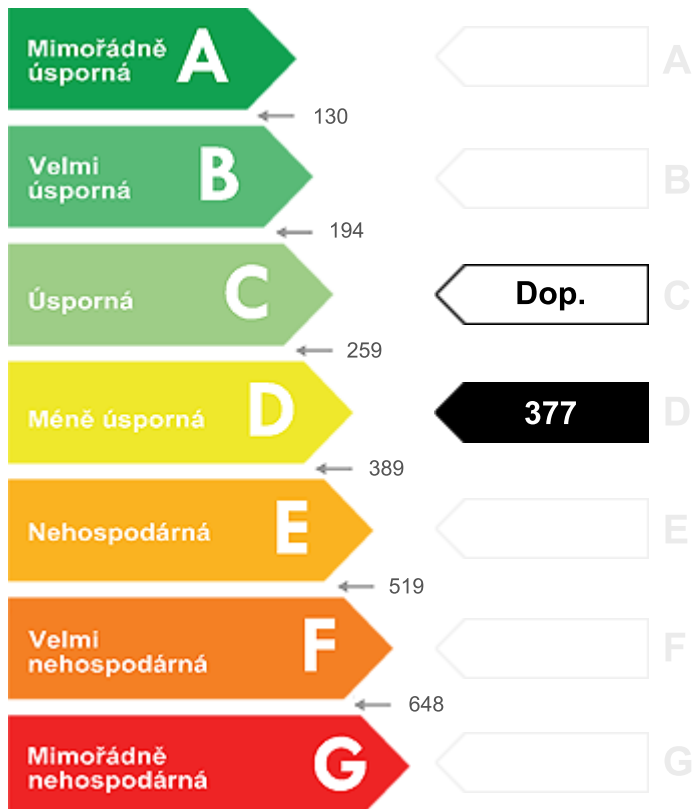 Mimořádně
úsporná
A
A
130
Velmi
úsporná
B
B
194
Úsporná
C
Dop.
C
259
Méně úsporná
D
377
D
389
Nehospodárná
E
E
519
Velmi
nehospodárná
F
F
648
Mimořádně
nehospodárná
G
G